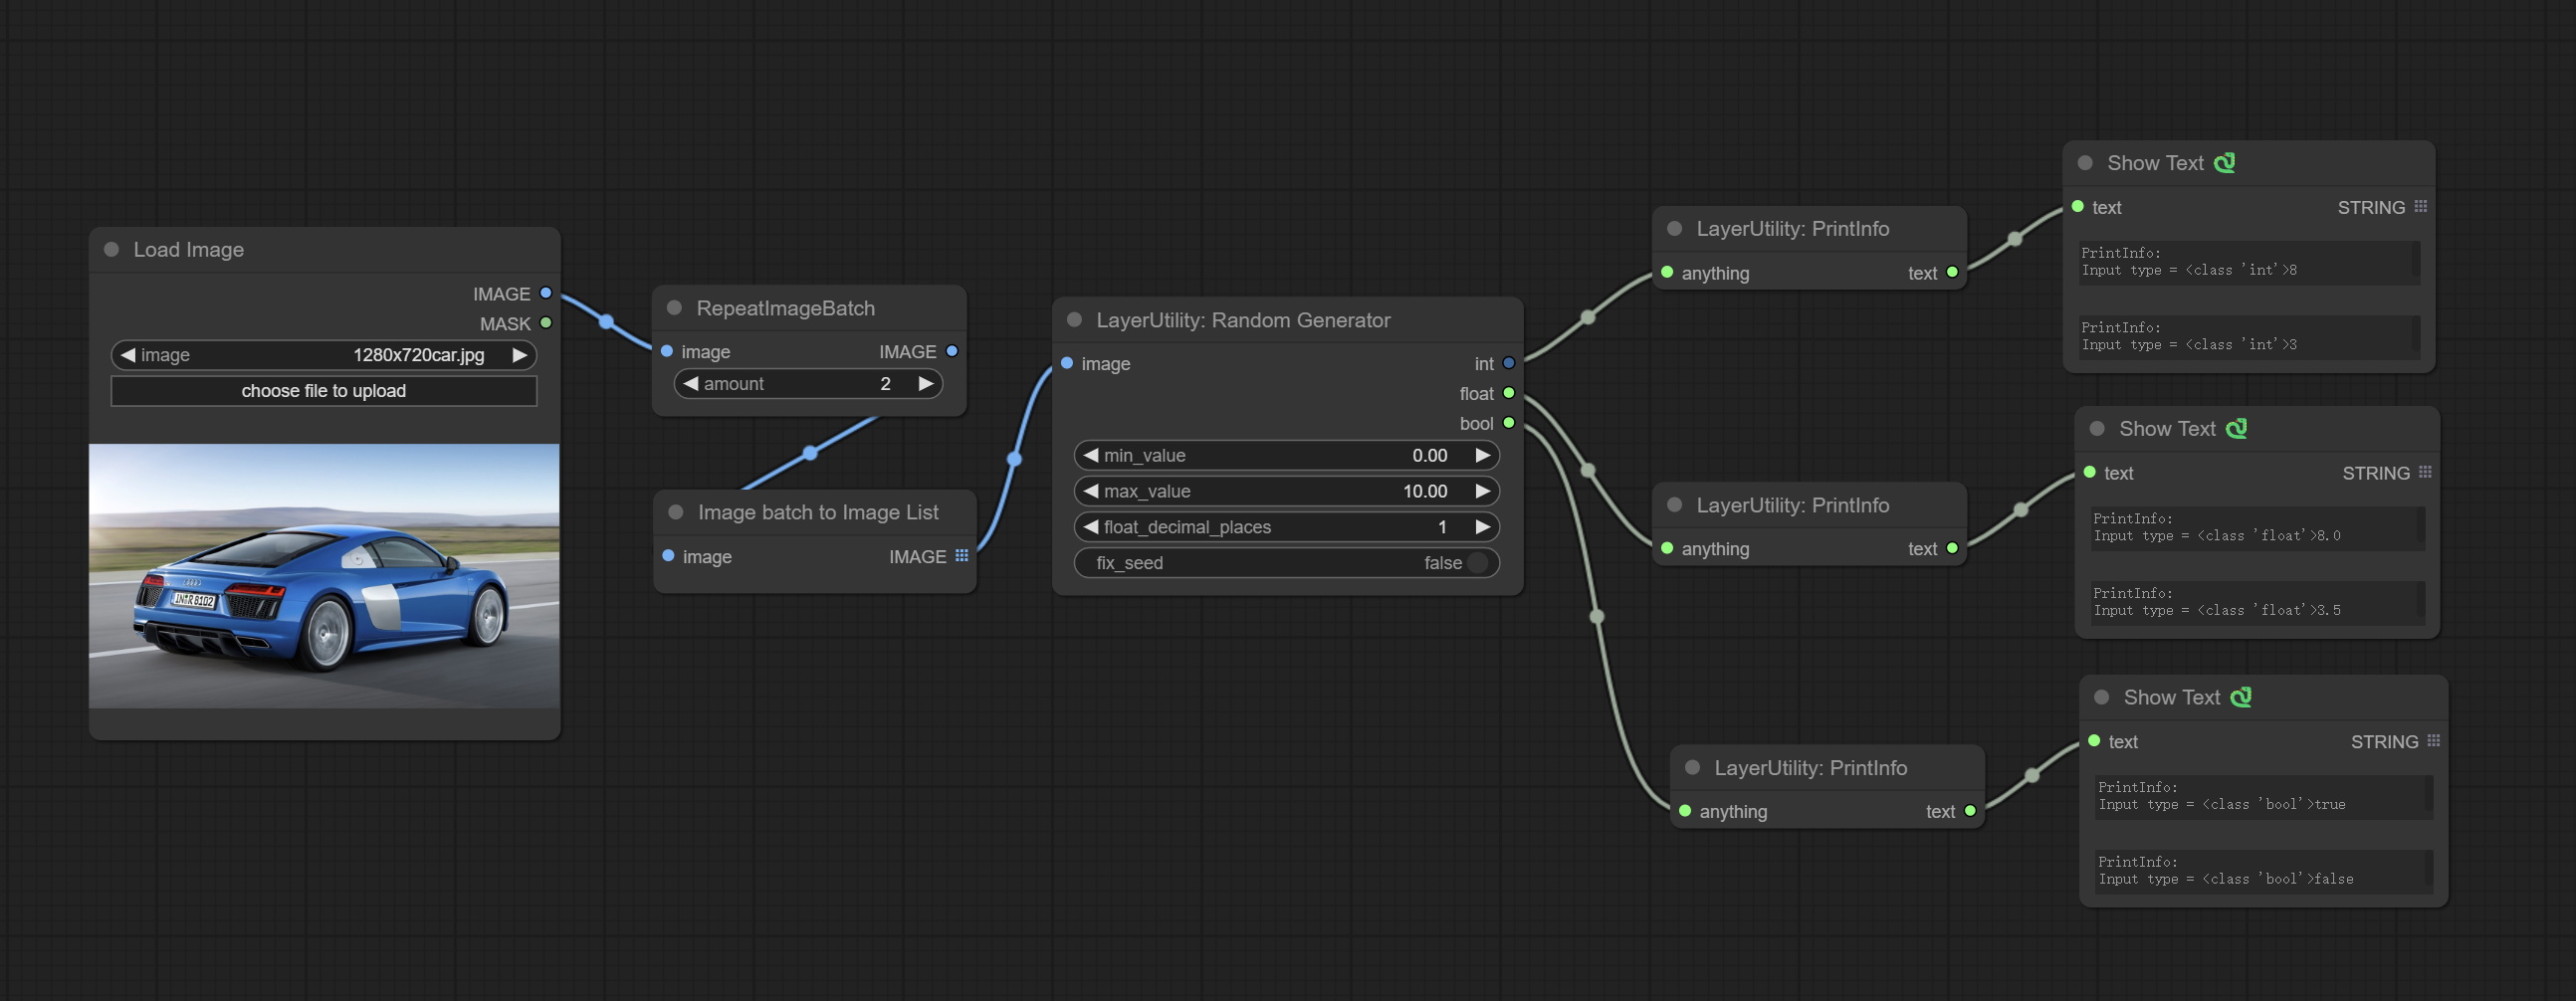 Load Image
IMAGE
MASK
image 1280x720car.jpg
choose file to upload
IN R 8102
RepeatImageBatch
image IMAGE
amount 2
Image batch to Image List
image IMAGE
LayerUtility: Random Generator
image int
float
bool
min_value 0.00
max_value 10.00
float_decimal_places 1
fix_seed false
LayerUtility: PrintInfo
anything text
LayerUtility: PrintInfo
anything text
LayerUtility: PrintInfo
anything text
Show Text
text STRING
PrintInfo:
Input type = <class 'int'>8
PrintInfo:
Input type = <class 'int'>3
Show Text
text STRING
PrintInfo:
Input type = <class 'float'>8.0
PrintInfo:
Input type = <class 'float'>3.5
Show Text
text STRING
PrintInfo:
Input type = <class 'bool'>true
PrintInfo:
Input type = <class 'bool'>false